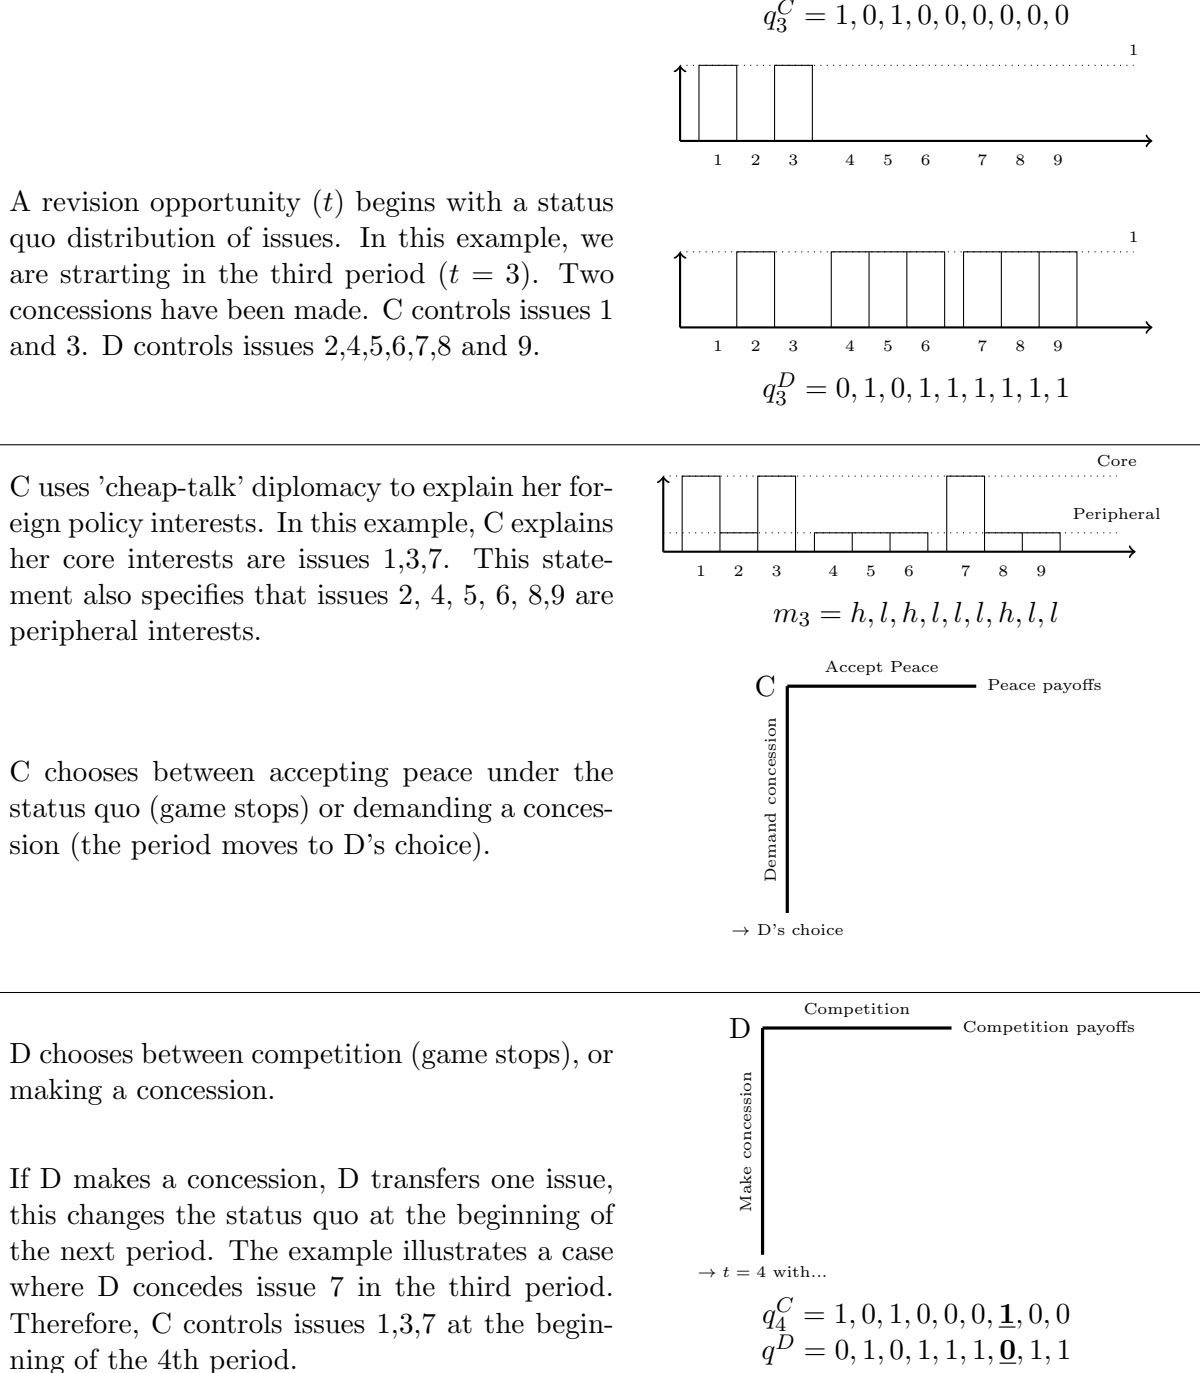 q_3^C = 1, 0, 1, 0, 0, 0, 0, 0, 0
1
1 2 3 4 5 6 7 8 9
A revision opportunity (t) begins with a status
quo distribution of issues. In this example, we
are strarting in the third period (t = 3). Two
concessions have been made. C controls issues 1
and 3. D controls issues 2,4,5,6,7,8 and 9.
1
1 2 3 4 5 6 7 8 9
q_3^D = 0, 1, 0, 1, 1, 1, 1, 1, 1
C uses 'cheap-talk' diplomacy to explain her for-
eign policy interests. In this example, C explains
her core interests are issues 1,3,7. This state-
ment also specifies that issues 2, 4, 5, 6, 8,9 are
peripheral interests.
Core
Peripheral
1 2 3 4 5 6 7 8 9
m_3 = h, l, h, l, l, l, h, l, l
C chooses between accepting peace under the
status quo (game stops) or demanding a conces-
sion (the period moves to D's choice).
Accept Peace
C
Peace payoffs
Demand concession
→ D's choice
D chooses between competition (game stops), or
making a concession.
If D makes a concession, D transfers one issue,
this changes the status quo at the beginning of
the next period. The example illustrates a case
where D concedes issue 7 in the third period.
Therefore, C controls issues 1,3,7 at the begin-
ning of the 4th period.
Competition
D
Competition payoffs
Make concession
→ t = 4 with...
q_4^C = 1, 0, 1, 0, 0, 0, 1, 0, 0
q^D = 0, 1, 0, 1, 1, 1, 0, 1, 1